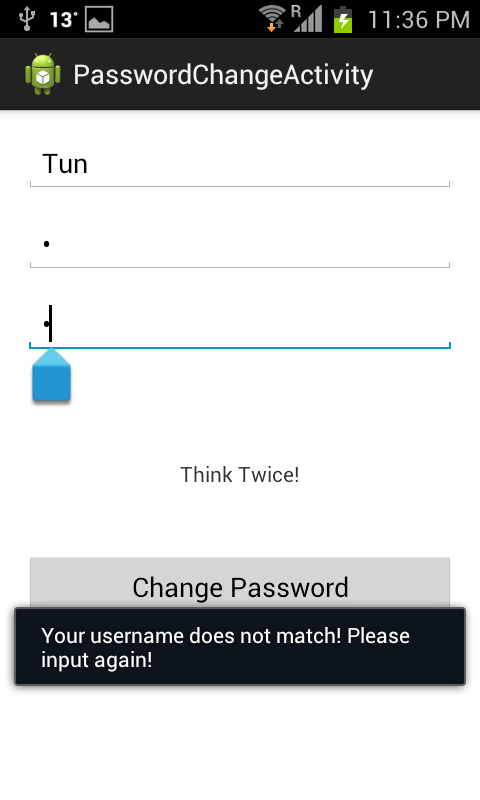 13°
R
11:36 PM
PasswordChangeActivity
Tun
Think Twice!
Change Password
Your username does not match! Please
input again!